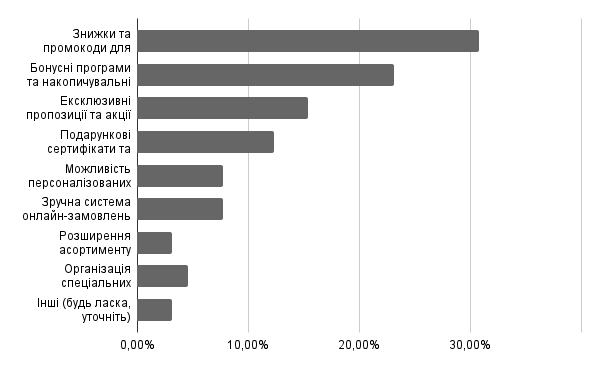 Знижки та
промокоди для
Бонусні програми
та накопичувальні
Ексклюзивні
пропозиції та акції
Подарункові
сертифікати та
Можливість
персоналізованих
Зручна система
онлайн-замовлень
Розширення
асортименту
Організація
спеціальних
Інші (будь ласка,
уточніть)
0,00% 10,00% 20,00% 30,00%